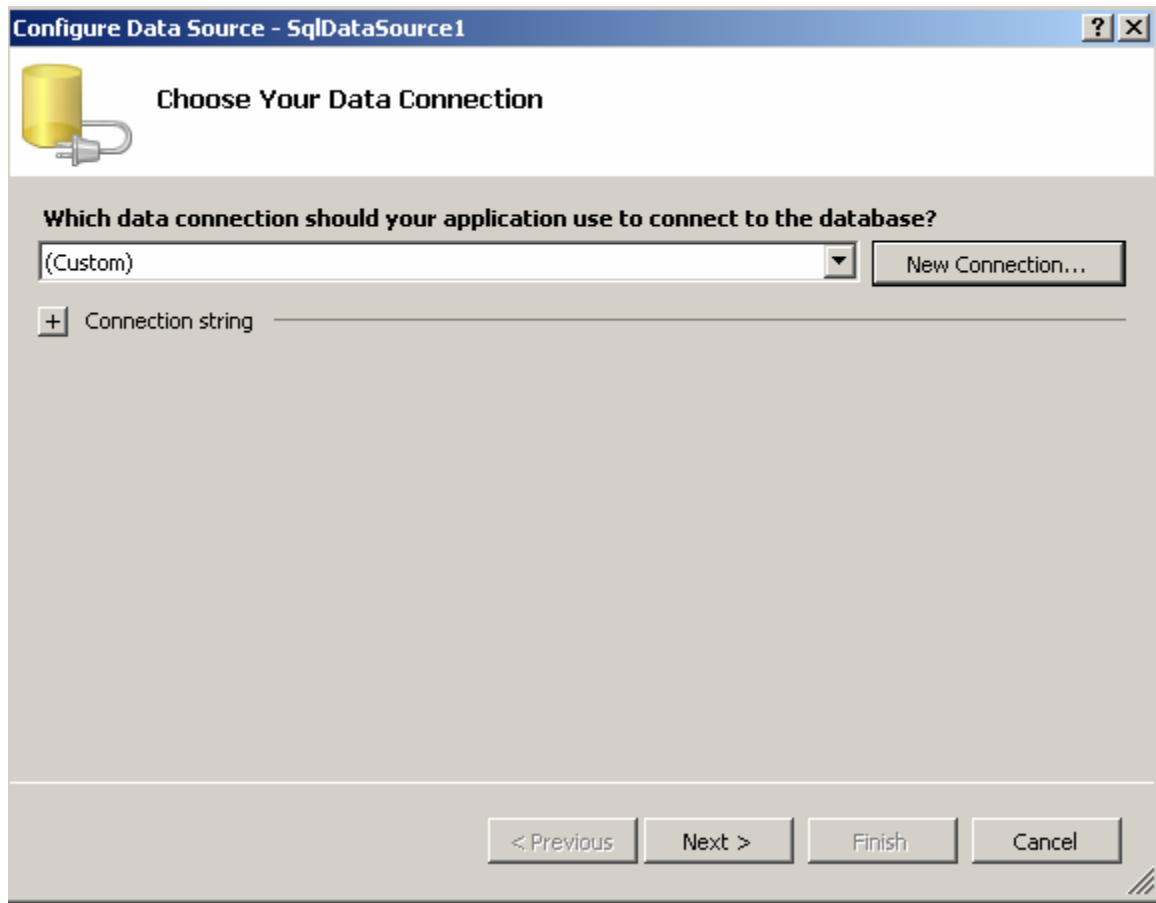 Configure Data Source - SqlDataSource1
Choose Your Data Connection
Which data connection should your application use to connect to the database?
(Custom)
New Connection...
+ Connection string
< Previous
Next >
Finish
Cancel